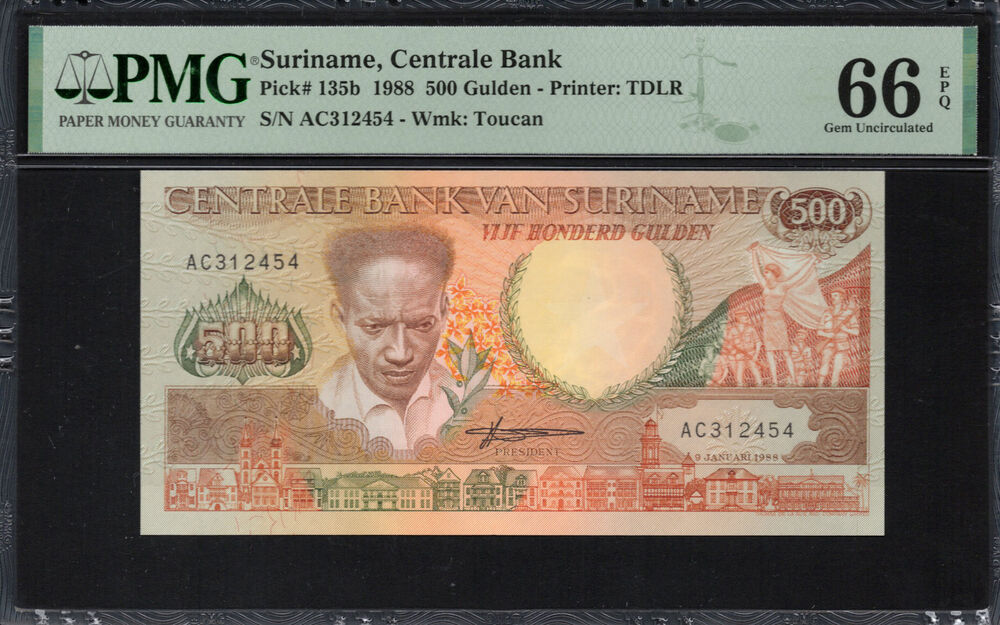 PMG®
PAPER MONEY GUARANTY
Suriname, Centrale Bank
Pick# 135b 1988 500 Gulden - Printer: TDLR
S/N AC312454 - Wmk: Toucan
66 EPQ
Gem Uncirculated
CENTRALE BANK VAN SURINAME
500
VIJF HONDERD GULDEN
AC312454
500
PRESIDENT
AC312454
9 JANUARI 1988